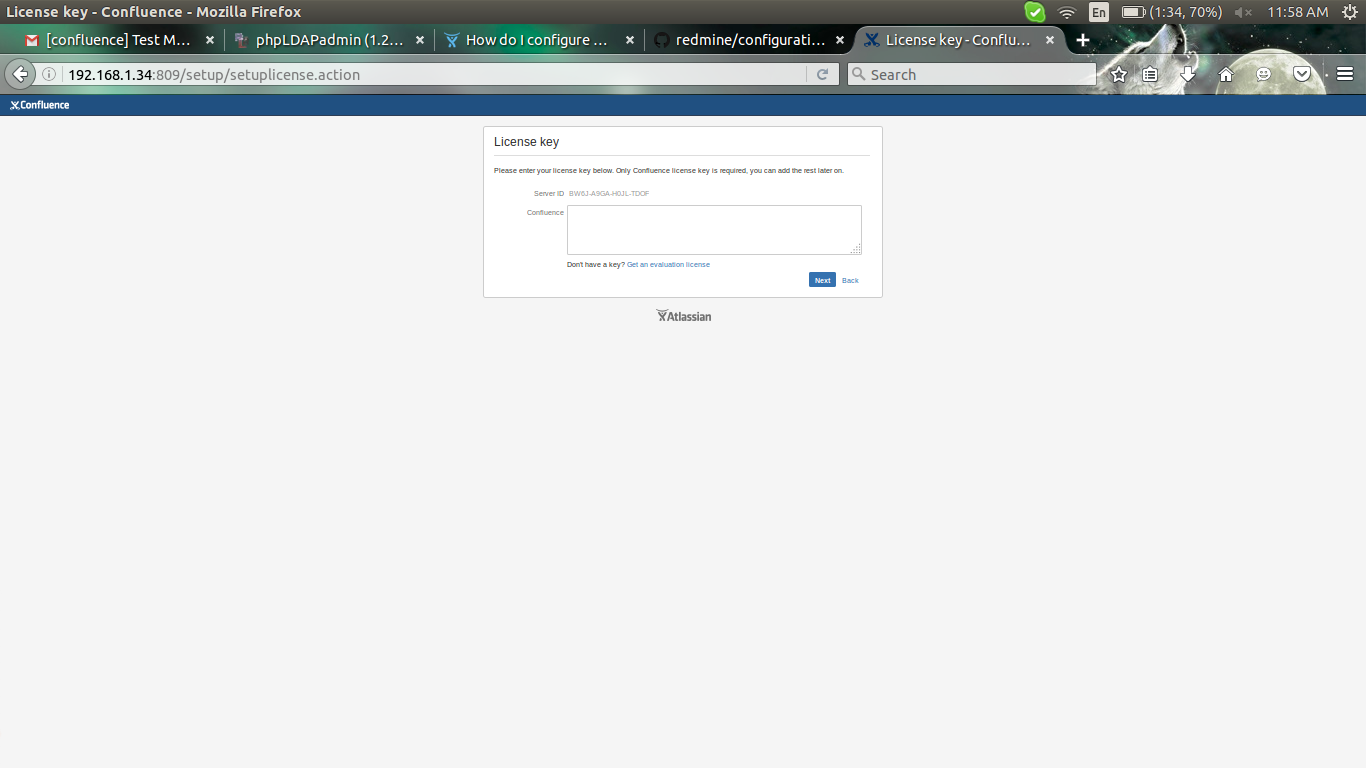 License key - Confluence - Mozilla Firefox
En
(1:34, 70%)
11:58 AM
[confluence] Test M...
phpLDAPadmin (1.2...
How do I configure ...
redmine/configurati...
License key - Conflu...
192.168.1.34:809/setup/setuplicense.action
Search
Confluence
License key
Please enter your license key below. Only Confluence license key is required, you can add the rest later on.
Server ID BW6J-A9GA-H0JL-TDOF
Confluence
Don't have a key? Get an evaluation license
Next
Back
Atlassian